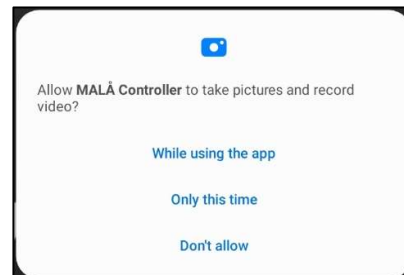 Allow MALÅ Controller to take pictures and record
video?
While using the app
Only this time
Don't allow